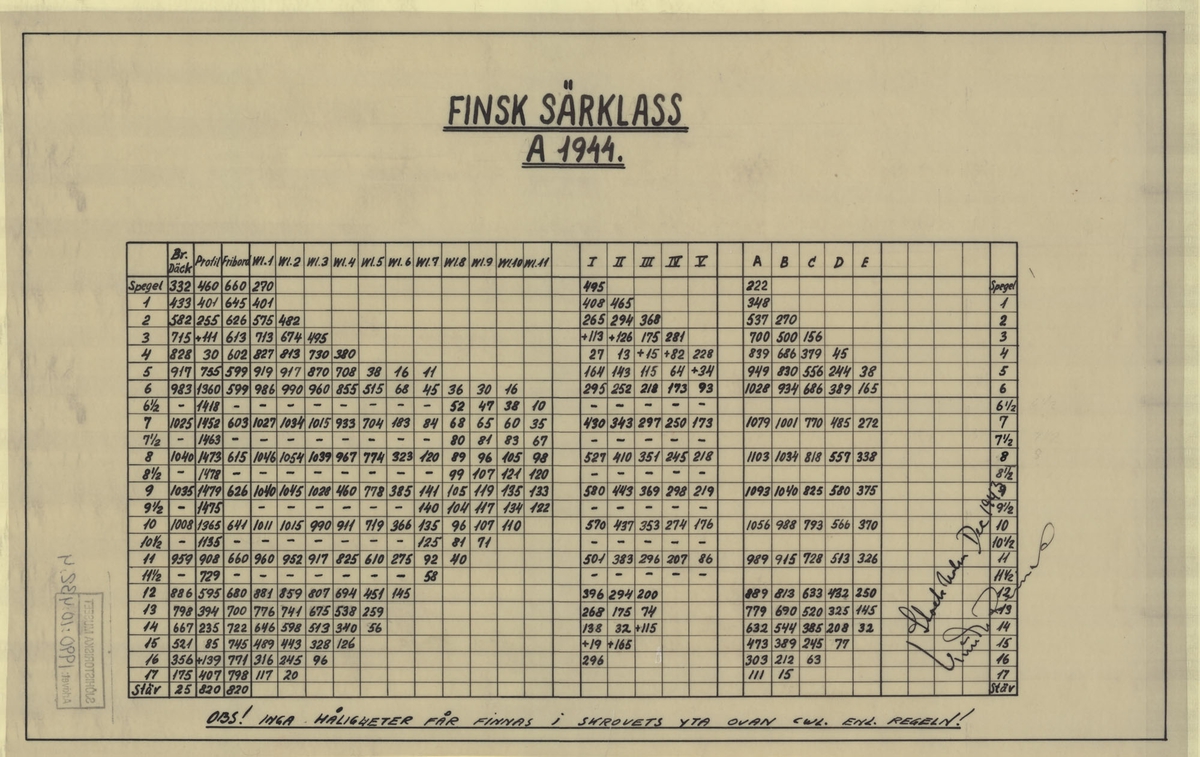 FINSK SÄRKLASS
A 1944.
Br. Däck Profil Fribord Wl.1 Wl.2 Wl.3 Wl.4 Wl.5 Wl.6 Wl.7 Wl.8 Wl.9 Wl.10 Wl.11 I II III IV V A B C D E
Spegel 332 460 660 270 495 222 Spegel
1 433 401 645 401 408 465 348 1
2 582 255 626 575 482 265 294 368 537 270 2
3 715 +111 613 713 674 495 +113 +126 175 281 700 500 156 3
4 828 30 602 827 813 730 380 27 13 +15 +82 228 839 686 379 45 4
5 917 735 599 919 917 870 708 38 16 11 164 143 115 64 +34 949 830 556 244 38 5
6 983 1360 599 986 990 960 855 515 68 45 36 30 16 295 252 218 173 93 1028 934 686 389 165 6
6½ - 1418 - - - - - - - - 52 47 38 10 - - - - - 6½
7 1025 1452 603 1027 1034 1015 933 704 183 84 68 65 60 35 430 343 297 250 173 1079 1001 770 485 272 7
7½ - 1463 - - - - - - - - 80 81 83 67 - - - - - 7½
8 1040 1473 615 1046 1054 1039 967 774 323 120 89 96 105 98 527 410 351 245 218 1103 1034 818 557 338 8
8½ - 1478 - - - - - - - - 99 107 121 120 - - - - - 8½
9 1035 1479 626 1040 1045 1028 460 778 385 141 105 119 135 133 580 443 369 298 219 1093 1040 825 580 375 9
9½ - 1475 - - - - - - - 140 104 117 134 122 - - - - - 9½
10 1008 1365 641 1011 1015 990 911 719 366 135 96 107 110 570 437 353 274 176 1056 988 793 566 370 10
10½ - 1135 - - - - - - - 125 81 71 - - - - - 10½
11 959 908 660 960 952 917 825 610 275 92 40 501 383 296 207 86 989 915 728 513 326 11
11½ - 729 - - - - - - - 58 - - - - - 11½
12 886 595 680 881 859 807 694 451 145 396 294 200 889 813 633 432 250 12
13 798 394 700 776 741 675 538 259 268 175 74 779 690 520 325 145 13
14 667 235 722 646 598 513 340 56 138 32 +115 632 544 385 208 32 14
15 521 85 745 489 443 328 126 +19 +165 473 389 245 77 15
16 356 +139 771 316 245 96 296 303 212 63 16
17 175 407 798 117 20 111 15 17
Stäv 25 820 820 Stäv
Stockholm Dec 1943
OBS! INGA HÅLIGHETER FÅR FINNAS I SKROVETS YTA OVAN CWL. ENL. REGELN!
SJÖHISTORISKA MUSEET
Arkivnr: 1990:10:432:4